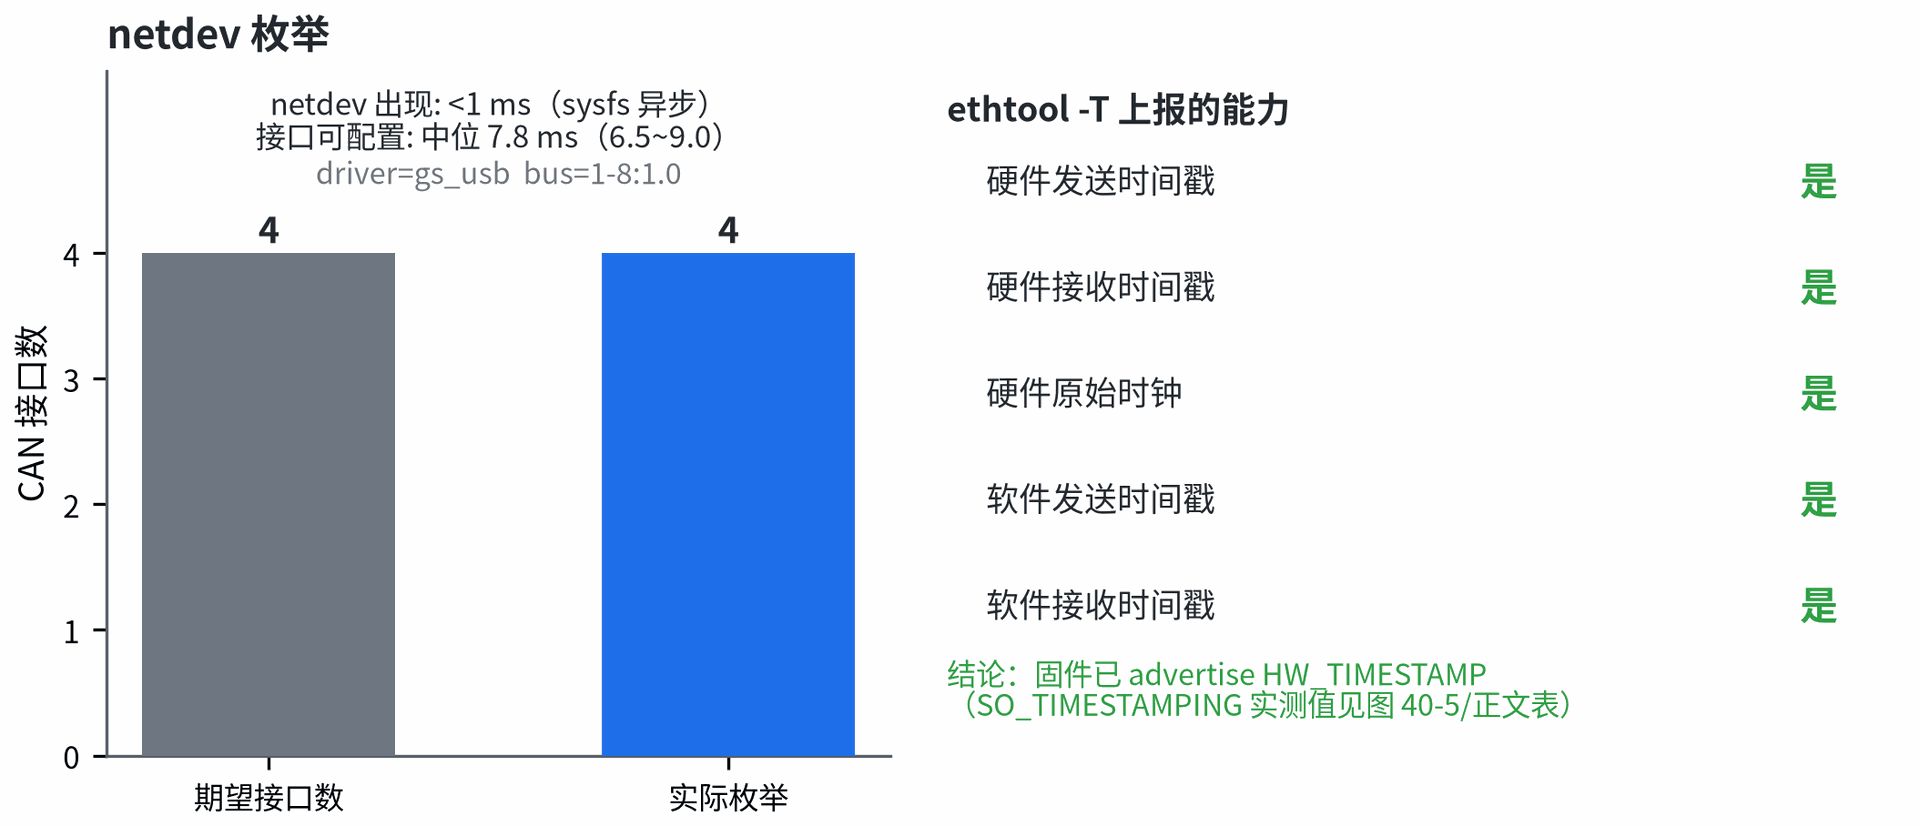 netdev 枚举
netdev 出现: <1 ms（sysfs 异步）
接口可配置: 中位 7.8 ms（6.5~9.0）
driver=gs_usb bus=1-8:1.0
4
4
CAN 接口数
4
3
2
1
0
期望接口数
实际枚举
ethtool -T 上报的能力
硬件发送时间戳 是
硬件接收时间戳 是
硬件原始时钟 是
软件发送时间戳 是
软件接收时间戳 是
结论：固件已 advertise HW_TIMESTAMP
（SO_TIMESTAMPING 实测值见图 40-5/正文表）